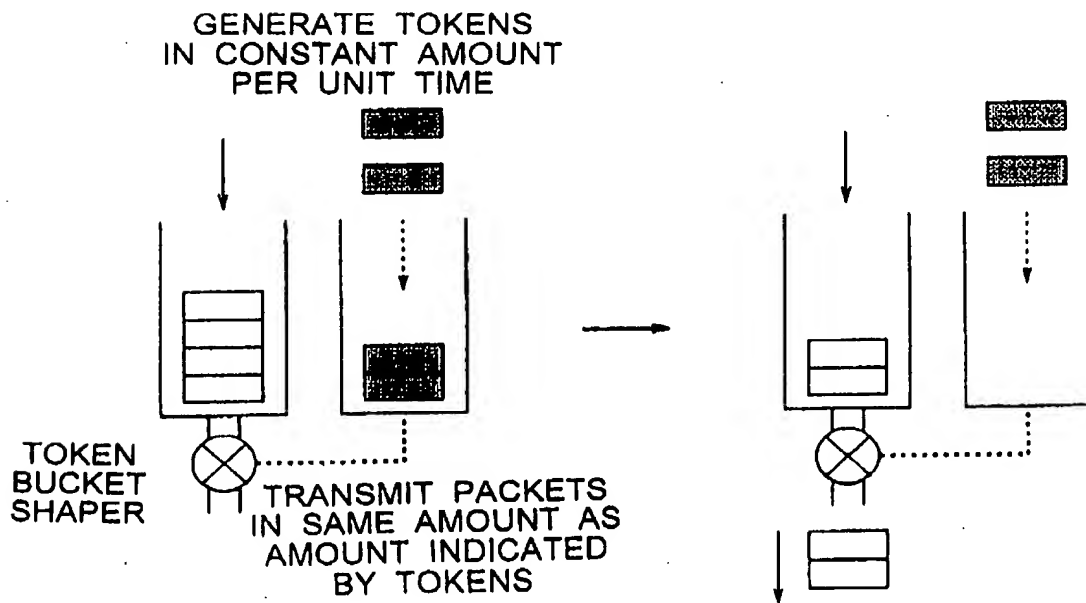 GENERATE TOKENS
IN CONSTANT AMOUNT
PER UNIT TIME
TOKEN
BUCKET
SHAPER
TRANSMIT PACKETS
IN SAME AMOUNT AS
AMOUNT INDICATED
BY TOKENS